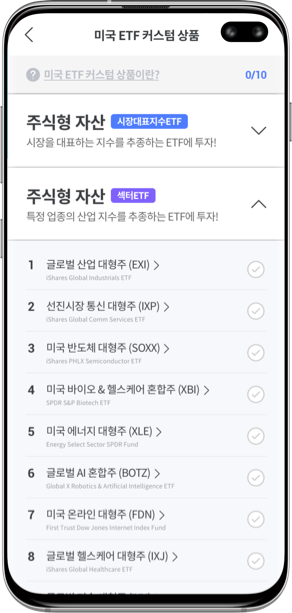 미국 ETF 커스텀 상품
? 미국 ETF 커스텀 상품이란? 0/10
주식형 자산 시장대표지수ETF
시장을 대표하는 지수를 추종하는 ETF에 투자!
주식형 자산 섹터ETF
특정 업종의 산업 지수를 추종하는 ETF에 투자!
1 글로벌 산업 대형주 (EXI) >
iShares Global Industrials ETF
2 선진시장 통신 대형주 (IXP) >
iShares Global Comm Services ETF
3 미국 반도체 대형주 (SOXX) >
iShares PHLX Semiconductor ETF
4 미국 바이오 & 헬스케어 혼합주 (XBI) >
SPDR S&P Biotech ETF
5 미국 에너지 대형주 (XLE) >
Energy Select Sector SPDR Fund
6 글로벌 AI 혼합주 (BOTZ) >
Global X Robotics & Artificial Intelligence ETF
7 미국 온라인 대형주 (FDN) >
First Trust Dow Jones Internet Index Fund
8 글로벌 헬스케어 대형주 (IXJ) >
iShares Global Healthcare ETF